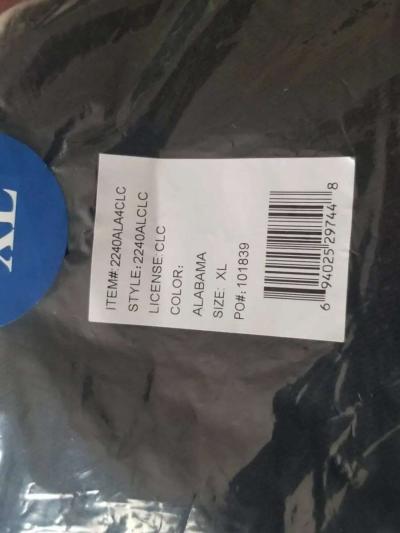 XL
ITEM#:2240ALA4CLC
STYLE:2240ALCLC
LICENSE:CLC
COLOR:
ALABAMA
SIZE: XL
PO#:101839
6 94025 29744 8